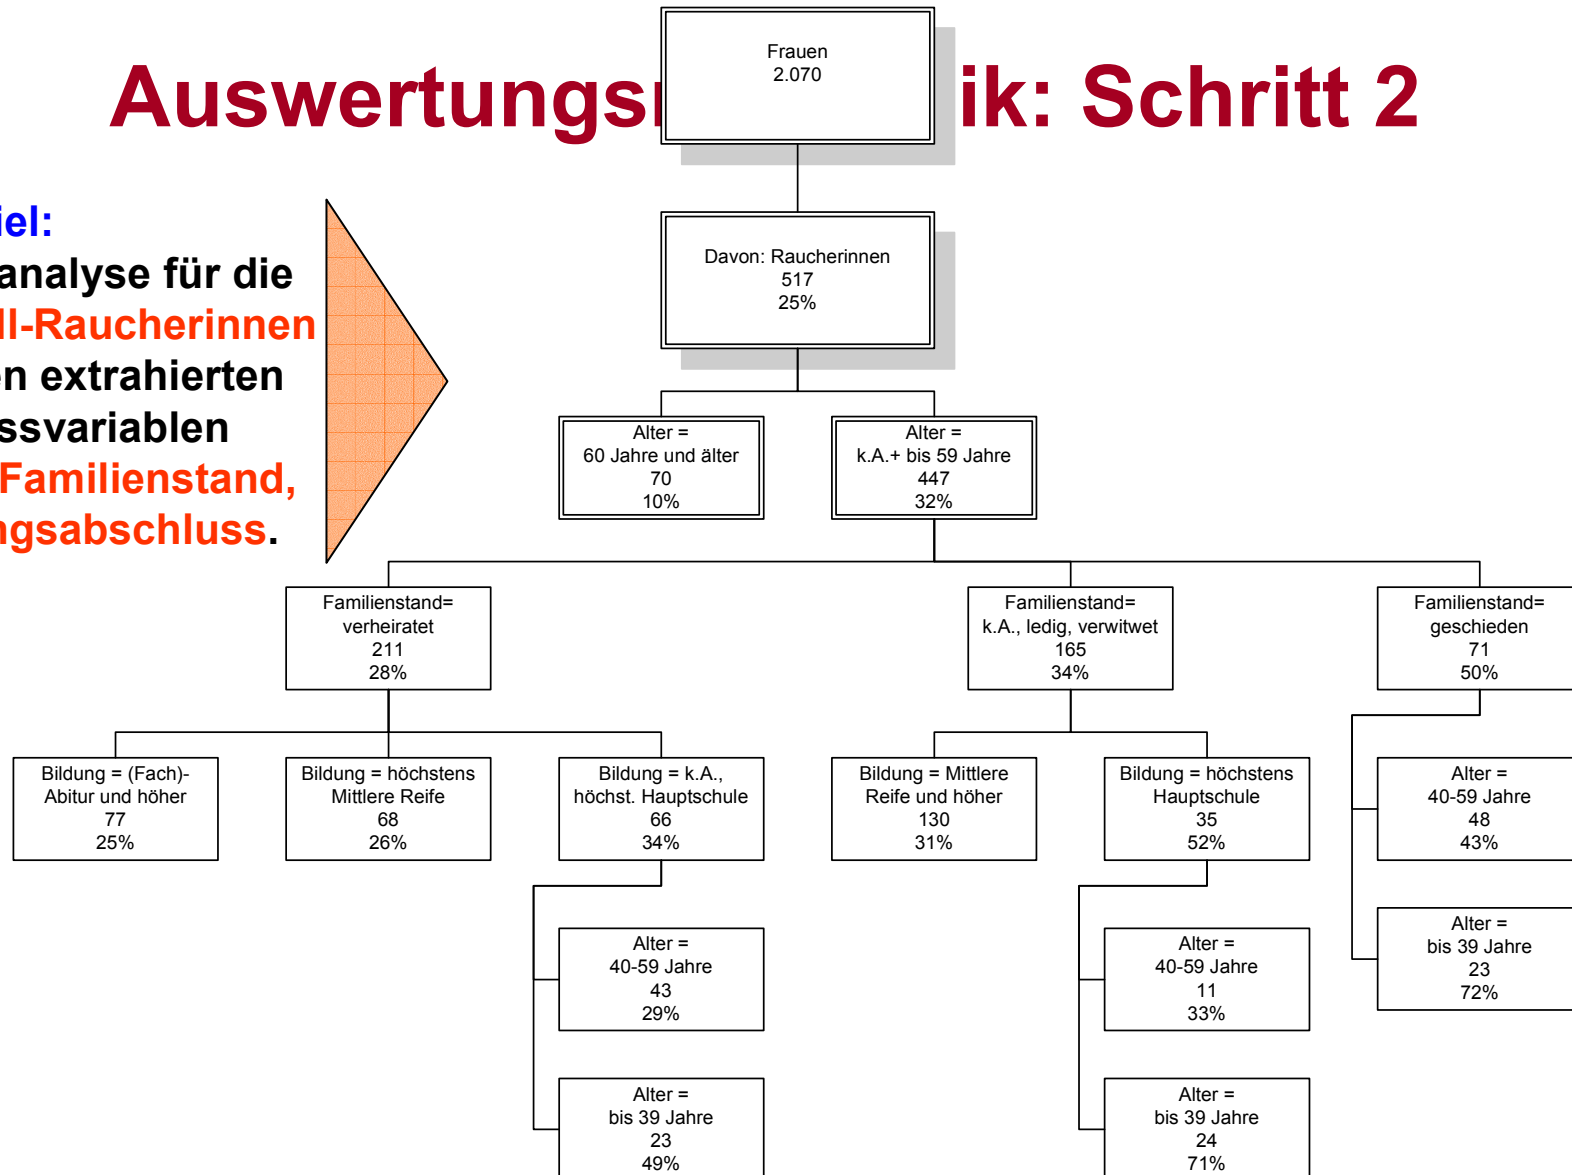 Auswertungs ik: Schritt 2
Frauen
2.070
iel:
analyse für die
ll-Raucherinnen
en extrahierten
ssvariablen
Familienstand,
ngsabschluss.
Davon: Raucherinnen
517
25%
Alter =
60 Jahre und älter
70
10%
Alter =
k.A.+ bis 59 Jahre
447
32%
Familienstand=
verheiratet
211
28%
Familienstand=
k.A., ledig, verwitwet
165
34%
Familienstand=
geschieden
71
50%
Bildung = (Fach)-
Abitur und höher
77
25%
Bildung = höchstens
Mittlere Reife
68
26%
Bildung = k.A.,
höchst. Hauptschule
66
34%
Bildung = Mittlere
Reife und höher
130
31%
Bildung = höchstens
Hauptschule
35
52%
Alter =
40-59 Jahre
48
43%
Alter =
40-59 Jahre
43
29%
Alter =
40-59 Jahre
11
33%
Alter =
bis 39 Jahre
23
72%
Alter =
bis 39 Jahre
23
49%
Alter =
bis 39 Jahre
24
71%